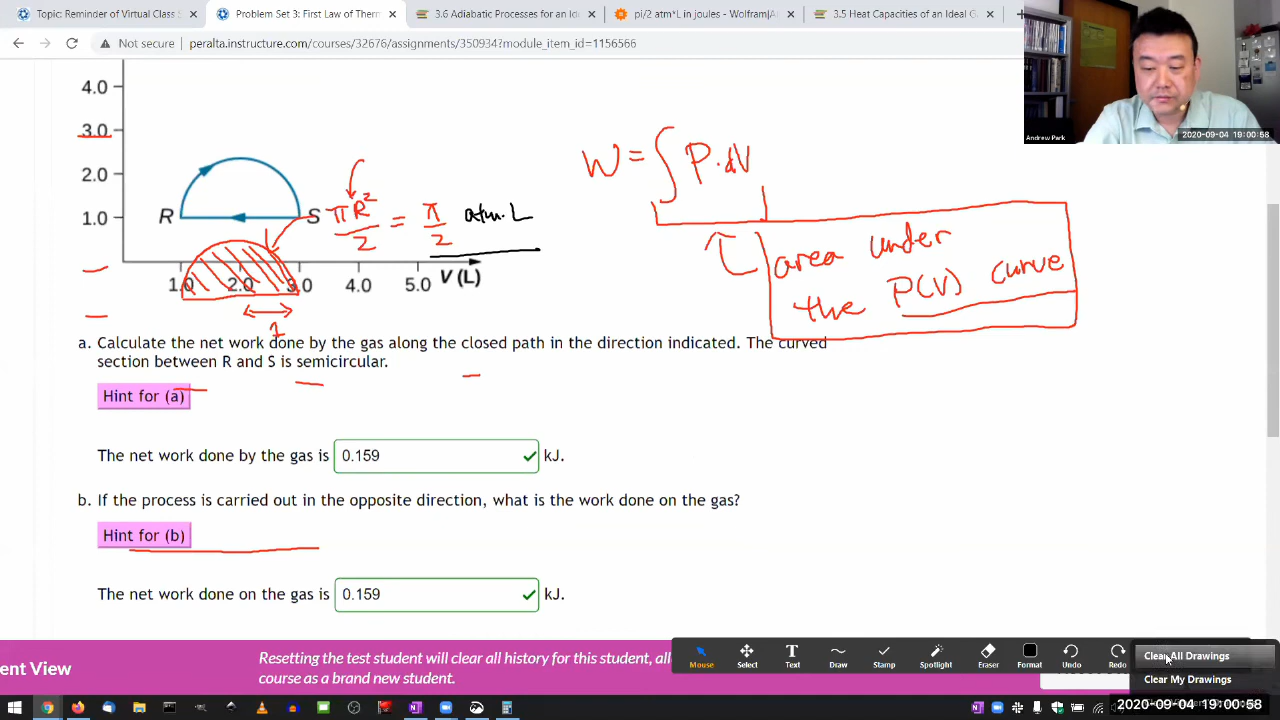 Topic: Reminder of Virtual Class S
Problem Set 3: First Law of Therm
3.6 Adiabatic Processes for an Ide
pi/2 atm*L in joule - Wolfram|Al
3.5 Heat Capacities of an Ideal G
Not secure
peralta.instructure.com/courses/2676/assignments/350934?module_item_id=1156566
Andrew Park
2020-09-04 19:00:58
4.0
3.0
2.0
1.0
R
S
πR²/2 = π/2 atm·L
1.0 2.0 3.0 4.0 5.0 V (L)
1
W = ∫ P·dV
area under
the P(V) curve
a. Calculate the net work done by the gas along the closed path in the direction indicated. The curved
section between R and S is semicircular.
Hint for (a)
The net work done by the gas is 0.159 kJ.
b. If the process is carried out in the opposite direction, what is the work done on the gas?
Hint for (b)
The net work done on the gas is 0.159 kJ.
ent View
Resetting the test student will clear all history for this student, all
course as a brand new student.
Mouse Select Text Draw Stamp Spotlight Eraser Format Undo Redo
Clear All Drawings
Clear My Drawings
2020-09-04 19:00:58